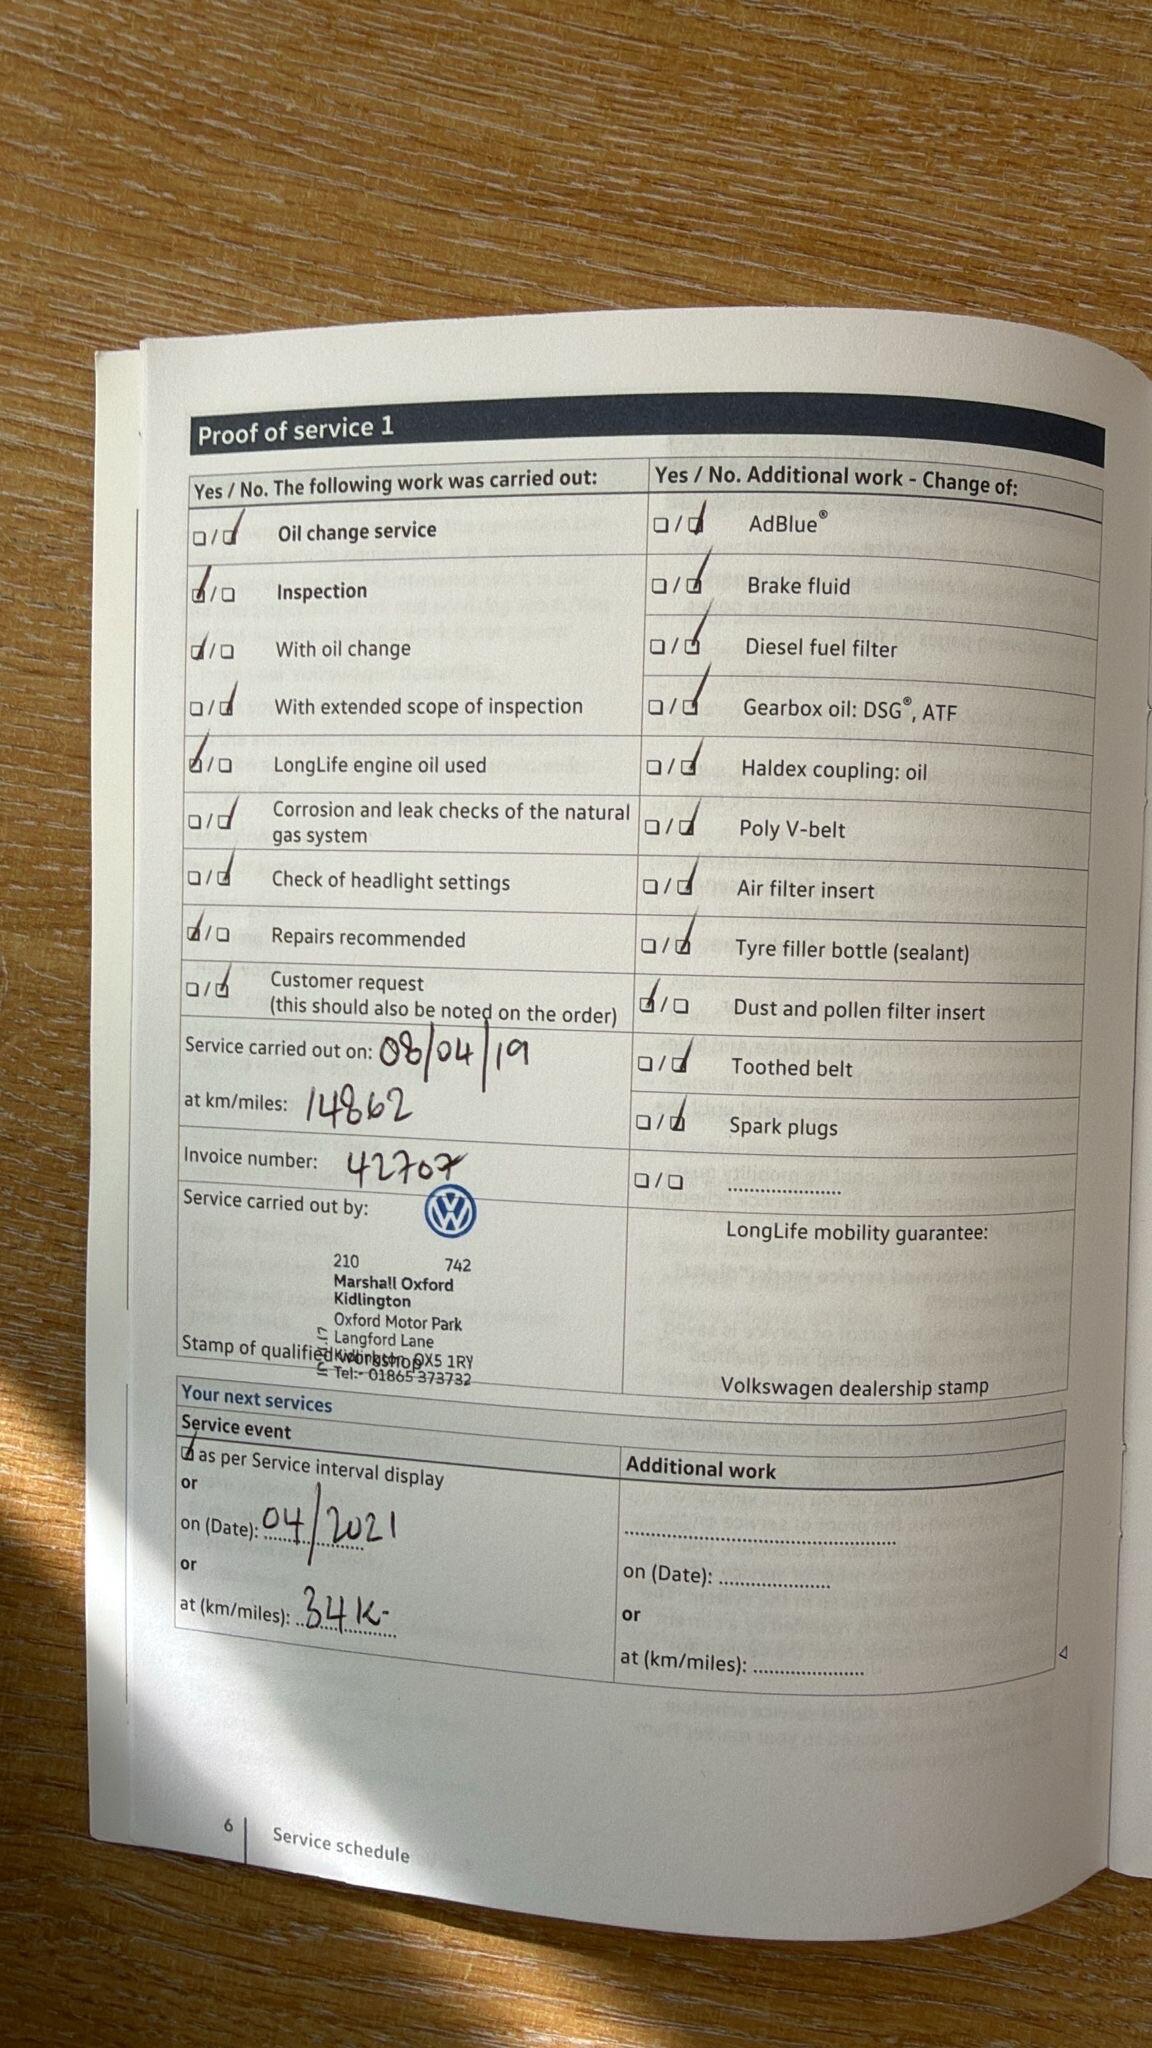 Proof of service 1
Yes / No. The following work was carried out:
Oil change service
Inspection
With oil change
With extended scope of inspection
LongLife engine oil used
Corrosion and leak checks of the natural
gas system
Check of headlight settings
Repairs recommended
Customer request
(this should also be noted on the order)
Service carried out on: 08/04/19
at km/miles: 14862
Invoice number: 42707
Service carried out by:
210 742
Marshall Oxford
Kidlington
Oxford Motor Park
Langford Lane
Kidlington OX5 1RY
Tel:- 01865 373732
Stamp of qualified workshop
Yes / No. Additional work - Change of:
AdBlue®
Brake fluid
Diesel fuel filter
Gearbox oil: DSG®, ATF
Haldex coupling: oil
Poly V-belt
Air filter insert
Tyre filler bottle (sealant)
Dust and pollen filter insert
Toothed belt
Spark plugs
....................
LongLife mobility guarantee:
Volkswagen dealership stamp
Your next services
Service event
as per Service interval display
or
on (Date): 04/2021
or
at (km/miles): 34K-
Additional work
on (Date): ....................
or
at (km/miles): ....................
6
Service schedule